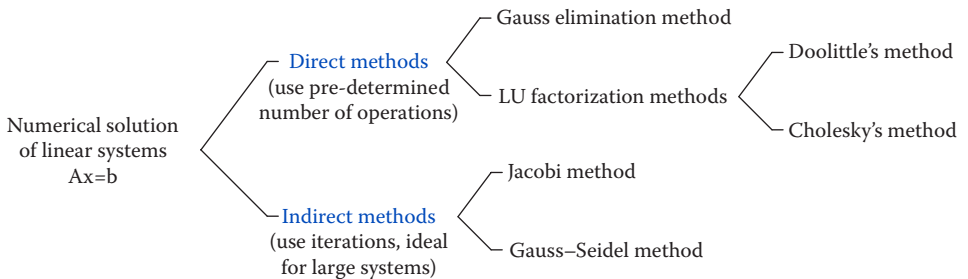 Numerical solution
of linear systems
Ax=b
Direct methods
(use pre-determined
number of operations)
Gauss elimination method
LU factorization methods
Doolittle’s method
Cholesky’s method
Indirect methods
(use iterations, ideal
for large systems)
Jacobi method
Gauss–Seidel method